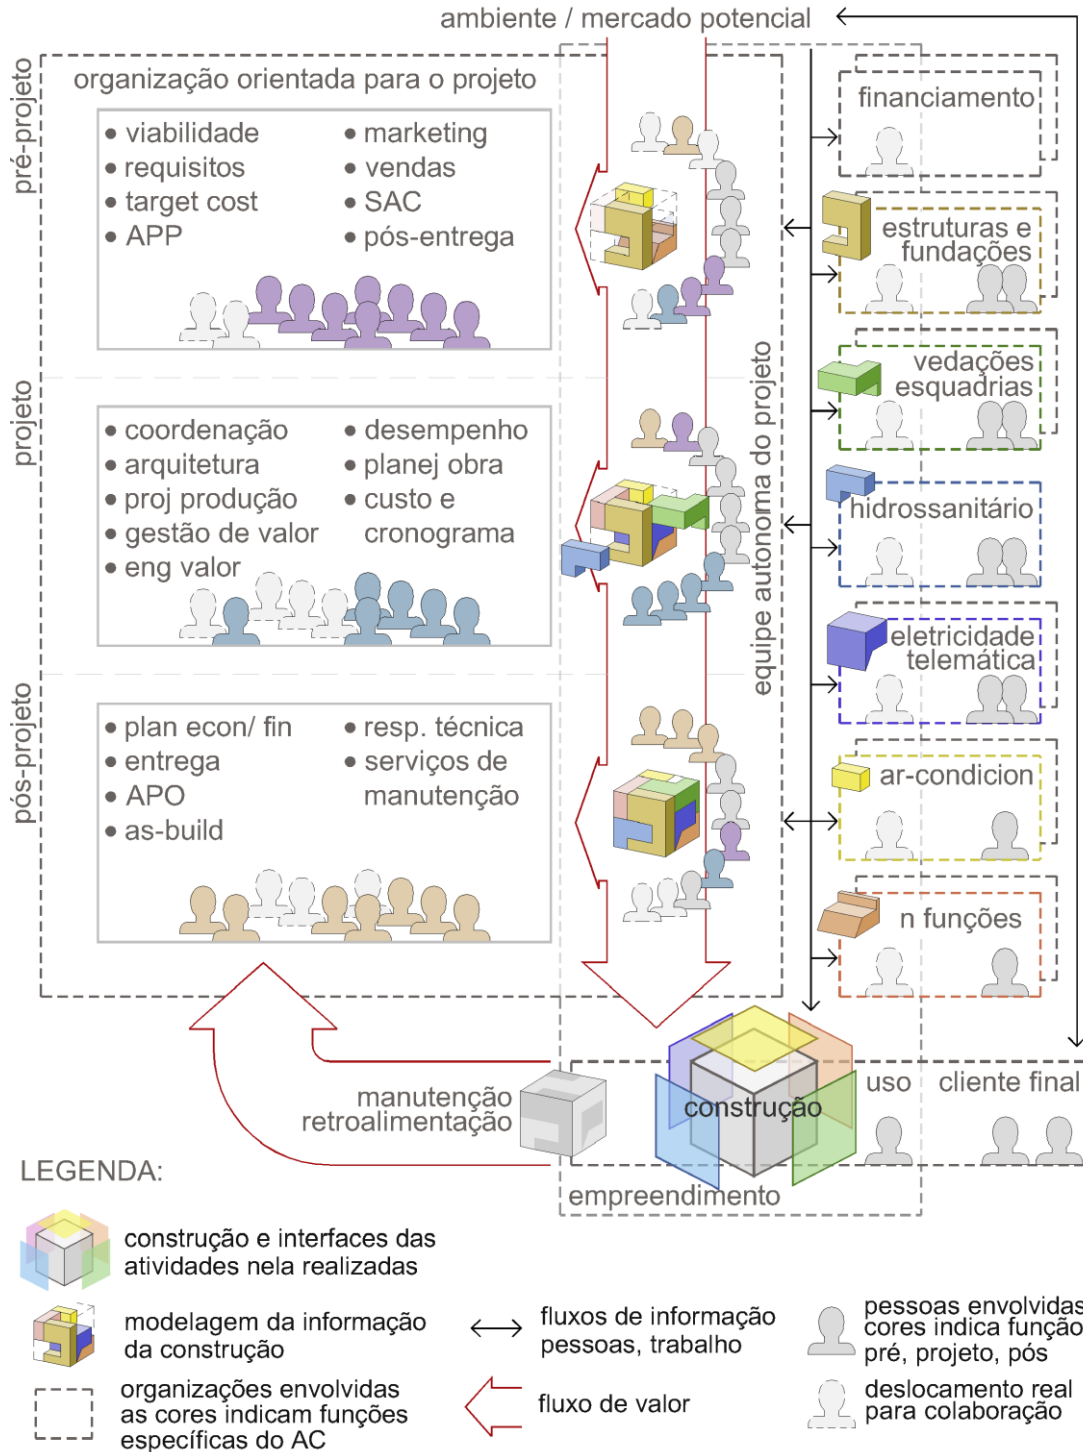 ambiente / mercado potencial
pré-projeto
organização orientada para o projeto
• viabilidade
• requisitos
• target cost
• APP
• marketing
• vendas
• SAC
• pós-entrega
projeto
• coordenação
• arquitetura
• proj produção
• gestão de valor
• eng valor
• desempenho
• planej obra
• custo e
cronograma
pós-projeto
• plan econ/ fin
• entrega
• APO
• as-build
• resp. técnica
• serviços de
manutenção
equipe autonoma do projeto
financiamento
estruturas e
fundações
vedações
esquadrias
hidrossanitário
eletricidade
telemática
ar-condicion
n funções
manutenção
retroalimentação
construção
uso
cliente final
empreendimento
LEGENDA:
construção e interfaces das
atividades nela realizadas
modelagem da informação
da construção
organizações envolvidas
as cores indicam funções
específicas do AC
fluxos de informação
pessoas, trabalho
fluxo de valor
pessoas envolvidas
cores indica função
pré, projeto, pós
deslocamento real
para colaboração